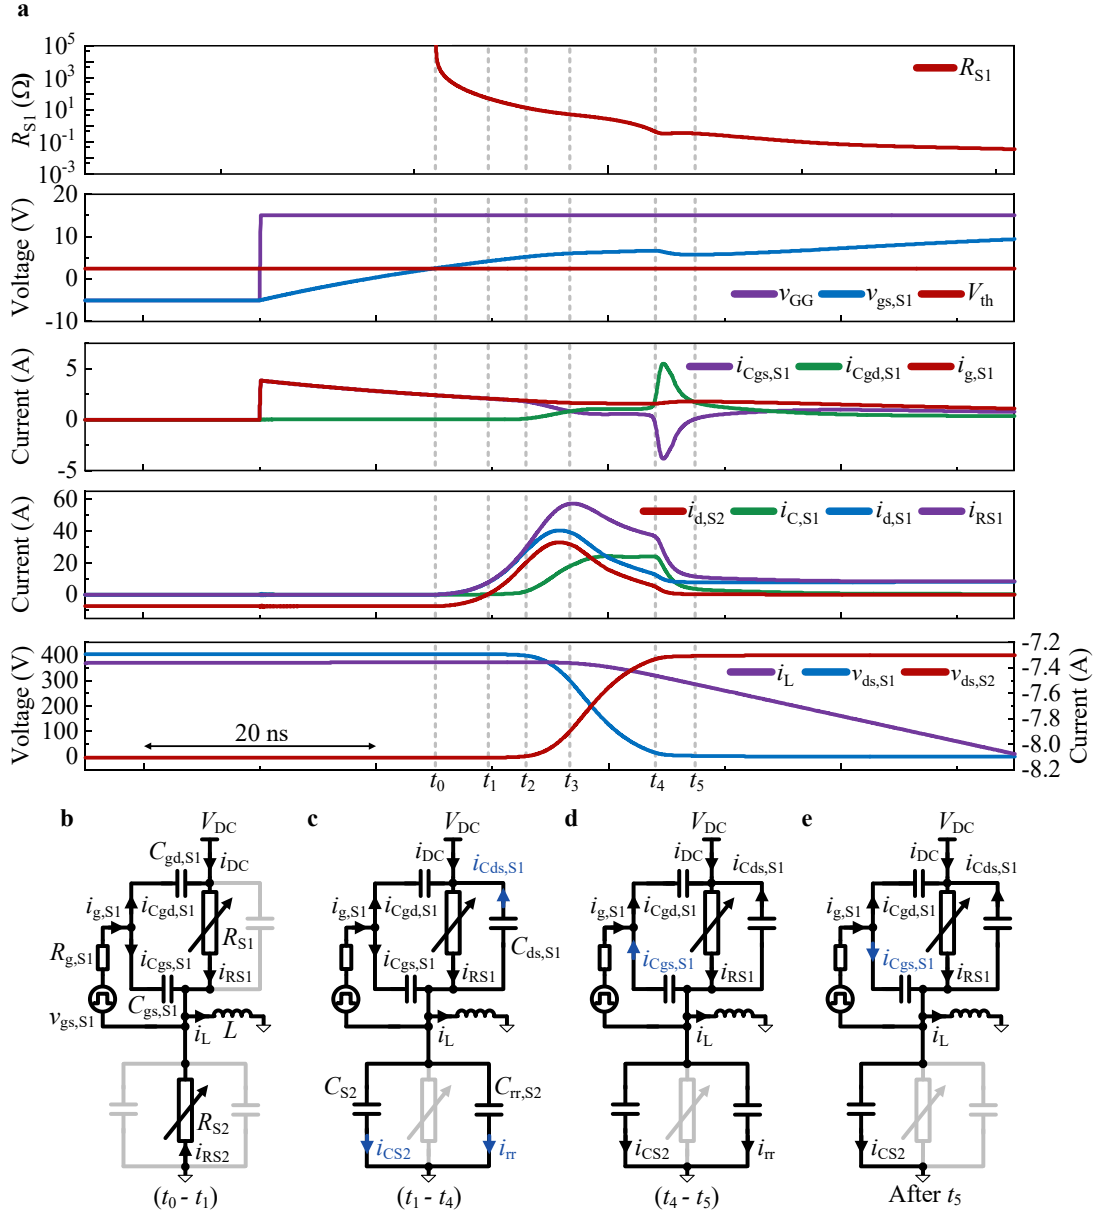 a
10^5
10^3
10^1
10^-1
10^-3
R_S1 (Ω)
R_S1
20
10
0
-10
Voltage (V)
v_GG v_gs,S1 V_th
5
0
-5
Current (A)
i_Cgs,S1 i_Cgd,S1 i_g,S1
60
40
20
0
Current (A)
i_d,S2 i_C,S1 i_d,S1 i_RS1
400
300
200
100
0
Voltage (V)
i_L v_ds,S1 v_ds,S2
20 ns
-7.2
-7.4
-7.6
-7.8
-8.0
-8.2
Current (A)
t_0 t_1 t_2 t_3 t_4 t_5
b
V_DC
C_gd,S1
i_DC
i_g,S1
i_Cgd,S1
R_g,S1
R_S1
i_Cgs,S1
i_RS1
C_gs,S1
v_gs,S1
i_L
L
R_S2
i_RS2
(t_0 - t_1)
c
V_DC
i_DC
i_Cds,S1
i_g,S1
i_Cgd,S1
C_ds,S1
i_Cgs,S1
i_RS1
i_L
C_S2
C_rr,S2
i_CS2
i_rr
(t_1 - t_4)
d
V_DC
i_DC
i_Cds,S1
i_g,S1
i_Cgd,S1
i_Cgs,S1
i_RS1
i_L
i_CS2
i_rr
(t_4 - t_5)
e
V_DC
i_DC
i_Cds,S1
i_g,S1
i_Cgd,S1
i_Cgs,S1
i_RS1
i_L
i_CS2
After t_5